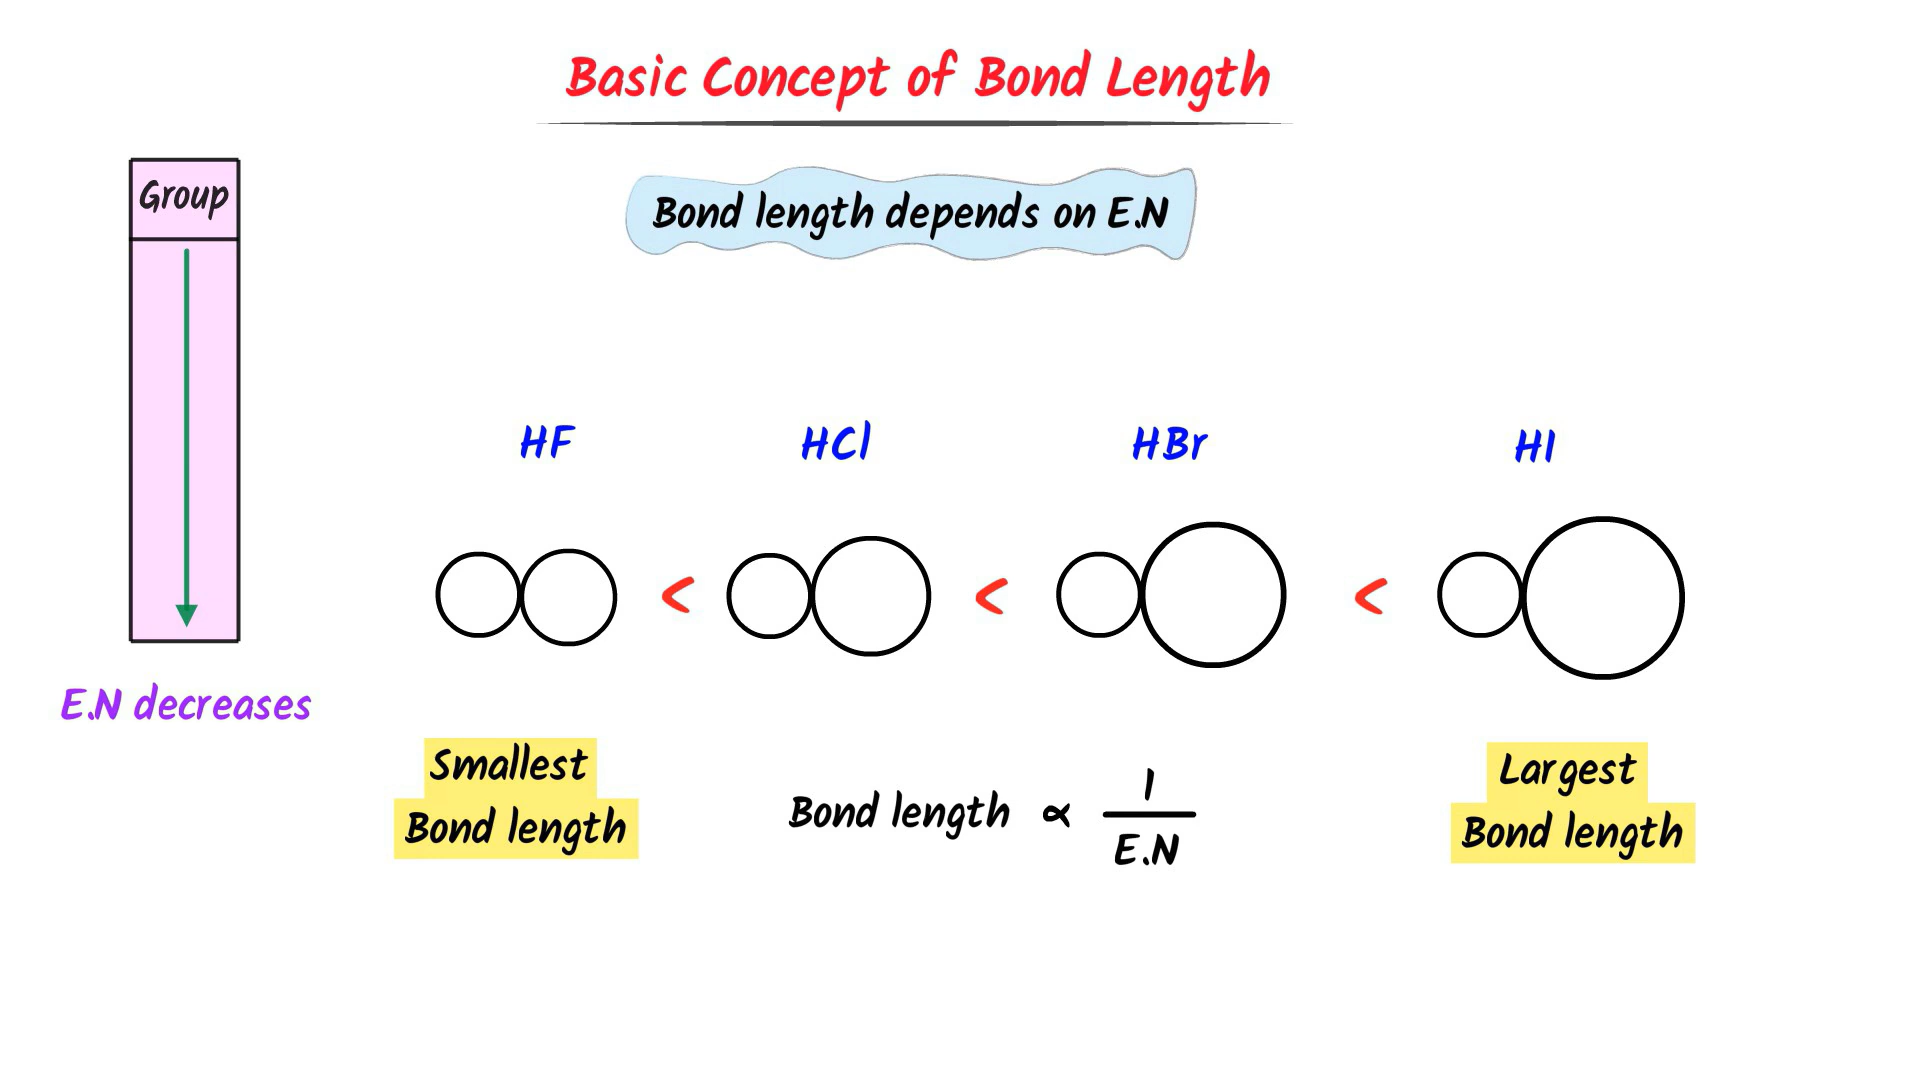 Basic Concept of Bond Length
Group
Bond length depends on E.N
HF
HCl
HBr
HI
<
<
<
E.N decreases
Smallest
Bond length
Bond length ∝ 1/E.N
Largest
Bond length